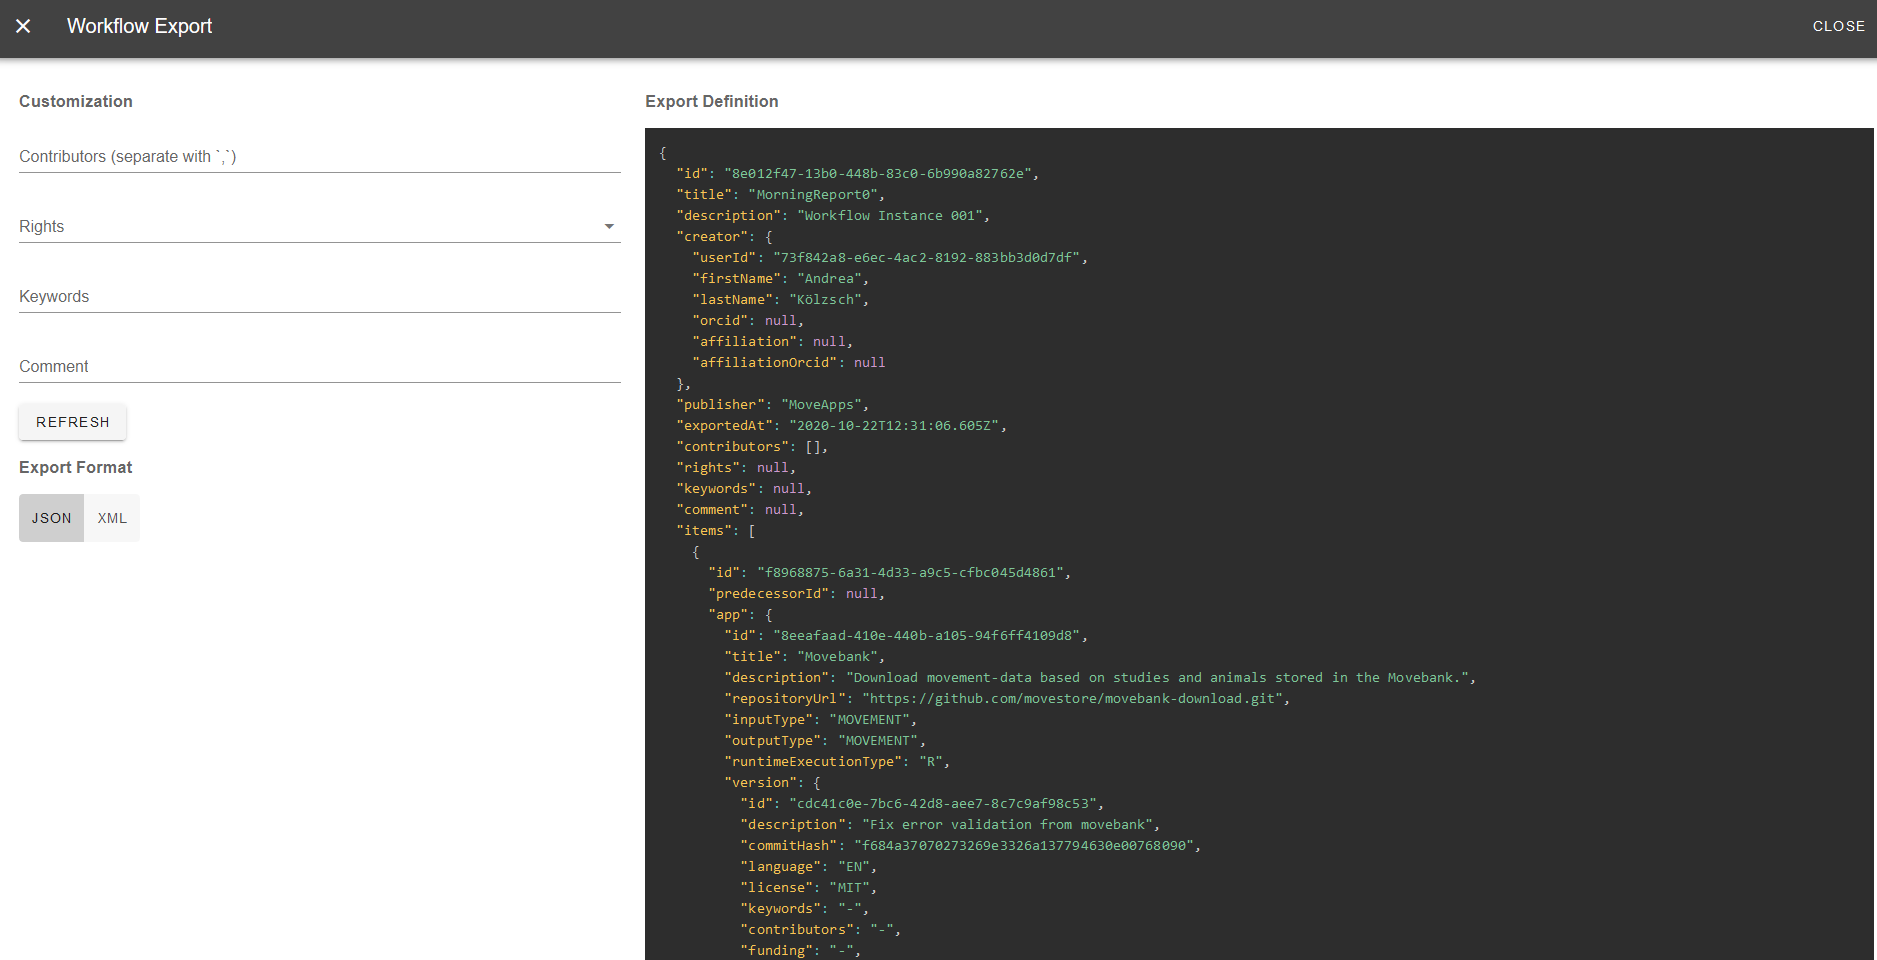 Workflow Export
CLOSE
Customization
Contributors (separate with `,`)
Rights
Keywords
Comment
REFRESH
Export Format
JSON
XML
Export Definition
{
"id": "8e012f47-13b0-448b-83c0-6b990a82762e",
"title": "MorningReport0",
"description": "Workflow Instance 001",
"creator": {
"userId": "73f842a8-e6ec-4ac2-8192-883bb3d0d7df",
"firstName": "Andrea",
"lastName": "Kölzsch",
"orcid": null,
"affiliation": null,
"affiliationOrcid": null
},
"publisher": "MoveApps",
"exportedAt": "2020-10-22T12:31:06.605Z",
"contributors": [],
"rights": null,
"keywords": null,
"comment": null,
"items": [
{
"id": "f8968875-6a31-4d33-a9c5-cfbc045d4861",
"predecessorId": null,
"app": {
"id": "8eeafaad-410e-440b-a105-94f6ff4109d8",
"title": "Movebank",
"description": "Download movement-data based on studies and animals stored in the Movebank.",
"repositoryUrl": "https://github.com/movestore/movebank-download.git",
"inputType": "MOVEMENT",
"outputType": "MOVEMENT",
"runtimeExecutionType": "R",
"version": {
"id": "cdc41c0e-7bc6-42d8-aee7-8c7c9af98c53",
"description": "Fix error validation from movebank",
"commitHash": "f684a37070273269e3326a137794630e00768090",
"language": "EN",
"license": "MIT",
"keywords": "-",
"contributors": "-",
"funding": "-",